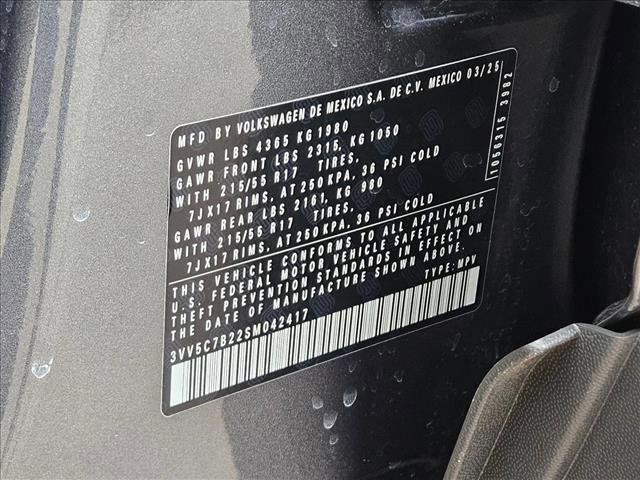 MFD BY VOLKSWAGEN DE MEXICO S.A. DE C.V. MEXICO 03/25
GVWR LBS 4365 KG 1980
GAWR FRONT LBS 2315, KG 1050
WITH 215/55 R17 TIRES,
7JX17 RIMS, AT 250 KPA, 36 PSI COLD
GAWR REAR LBS 2161, KG 980
WITH 215/55 R17 TIRES,
7JX17 RIMS, AT 250 KPA, 36 PSI COLD
THIS VEHICLE CONFORMS TO ALL APPLICABLE
U.S. FEDERAL MOTOR VEHICLE SAFETY AND
THEFT PREVENTION STANDARDS IN EFFECT ON
THE DATE OF MANUFACTURE SHOWN ABOVE.
3VV5C7B22SM042417 TYPE: MPV
1056315 3982